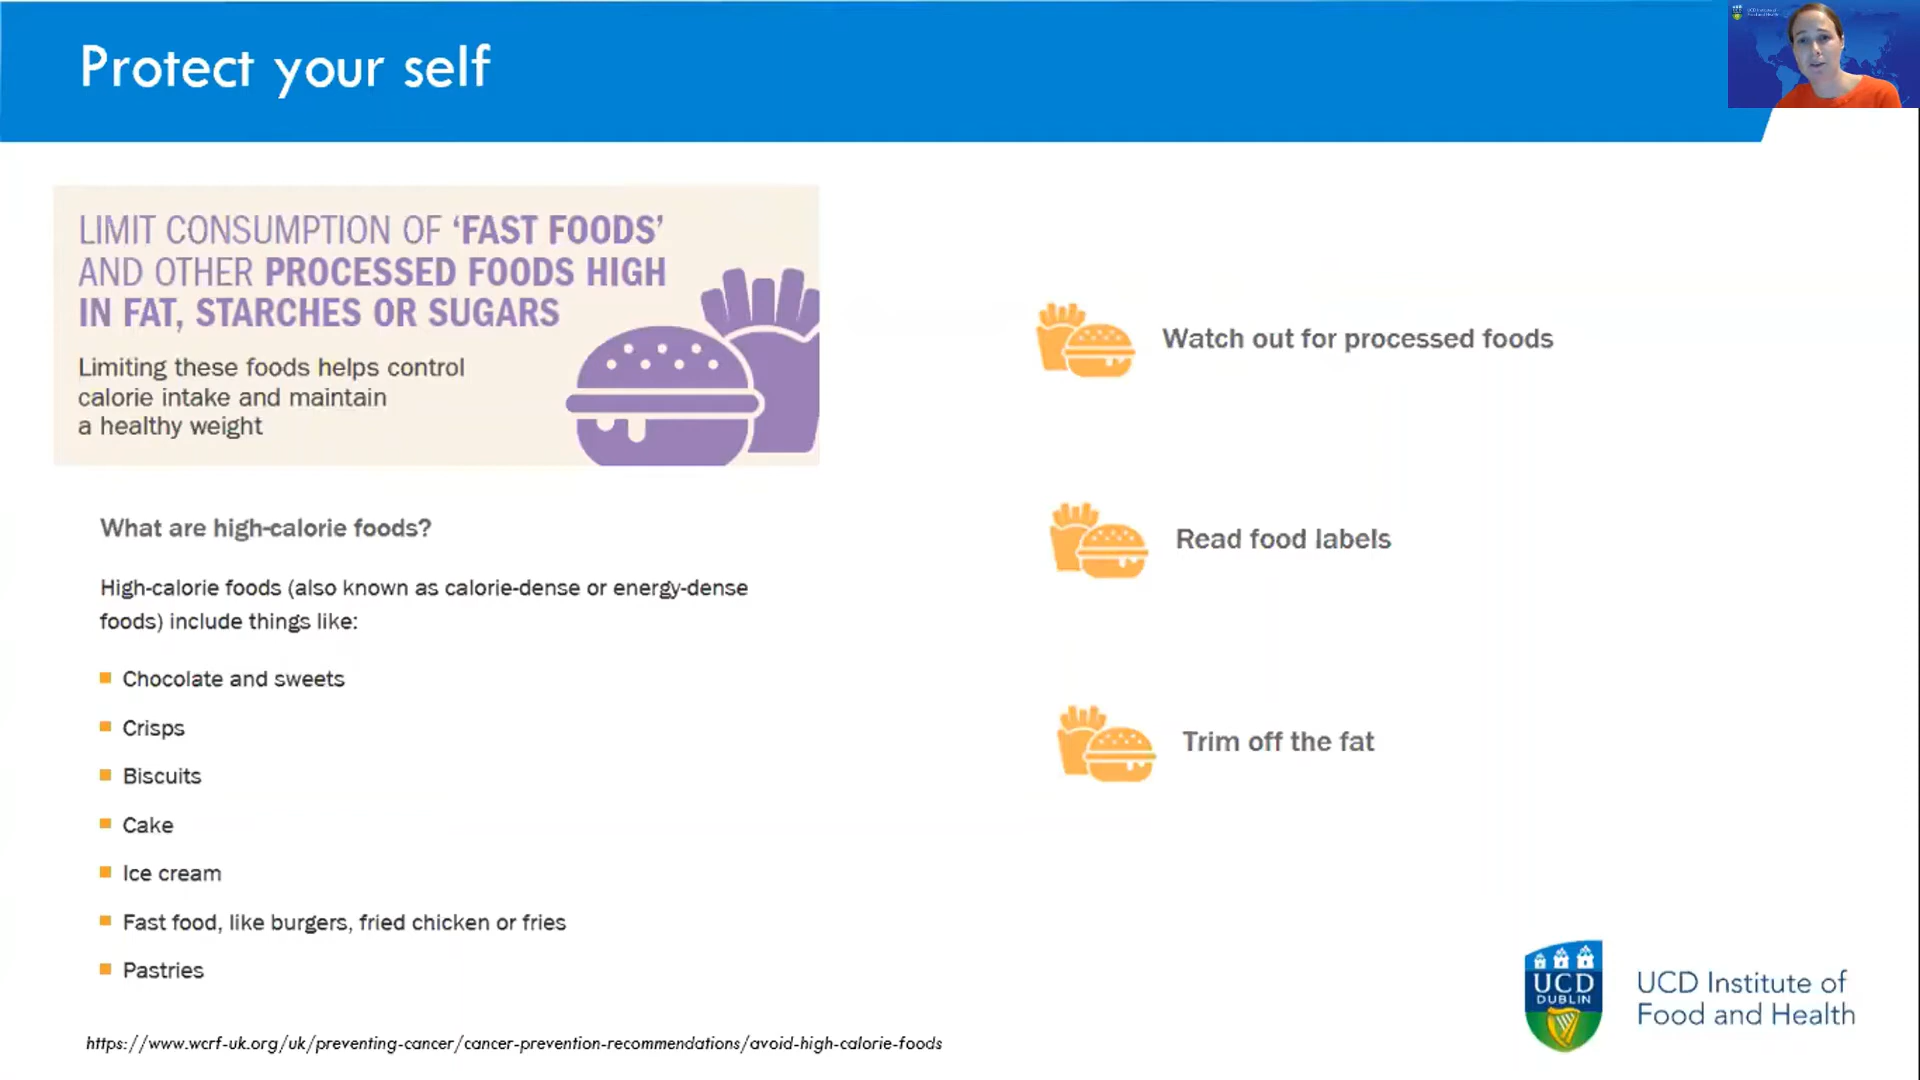 Protect your self
LIMIT CONSUMPTION OF ‘FAST FOODS’
AND OTHER PROCESSED FOODS HIGH
IN FAT, STARCHES OR SUGARS
Limiting these foods helps control
calorie intake and maintain
a healthy weight
What are high-calorie foods?
High-calorie foods (also known as calorie-dense or energy-dense
foods) include things like:
Chocolate and sweets
Crisps
Biscuits
Cake
Ice cream
Fast food, like burgers, fried chicken or fries
Pastries
https://www.wcrf-uk.org/uk/preventing-cancer/cancer-prevention-recommendations/avoid-high-calorie-foods
Watch out for processed foods
Read food labels
Trim off the fat
UCD
DUBLIN
UCD Institute of
Food and Health